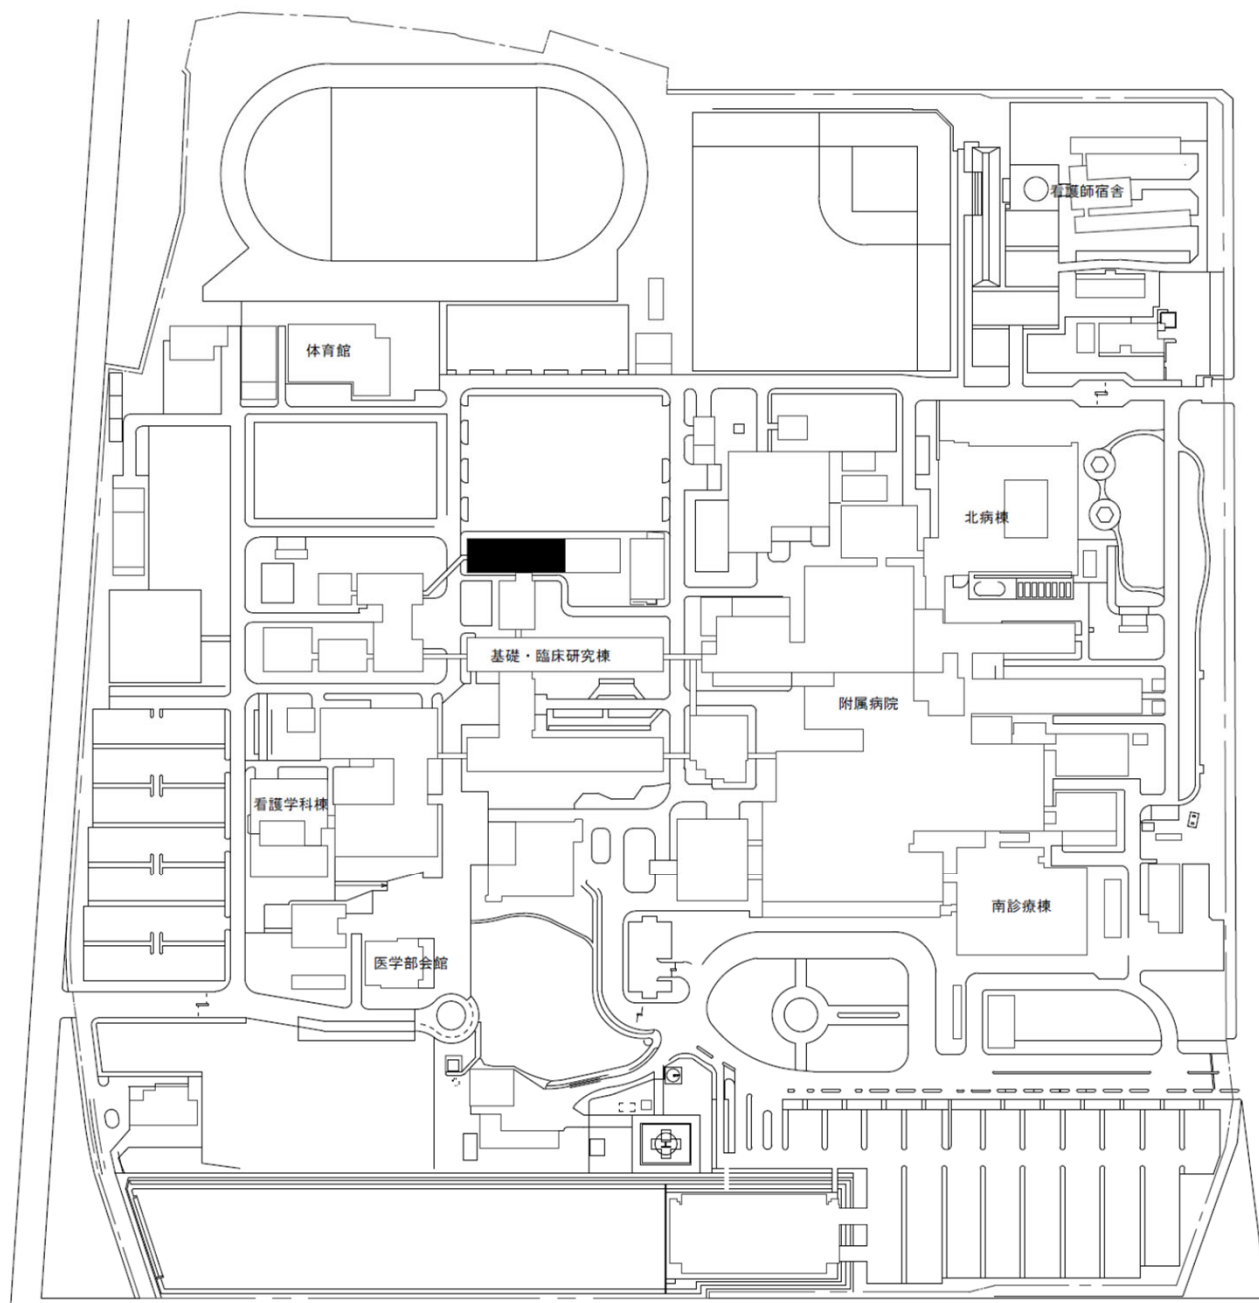 看護師宿舎
体育館
北病棟
基礎・臨床研究棟
附属病院
看護学科棟
南診療棟
医学部会館